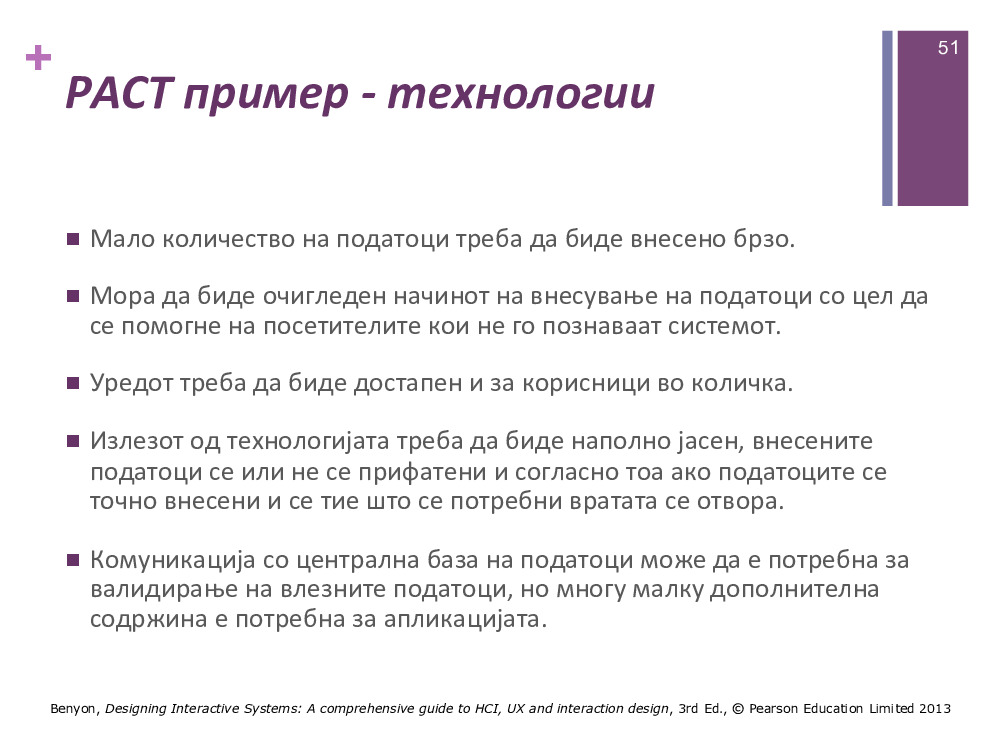 51
+
РАСТ пример - технологии
Мало количество на податоци треба да биде внесено брзо.
Мора да биде очигледен начинот на внесување на податоци со цел да
се помогне на посетителите кои не го познаваат системот.
Уредот треба да биде достапен и за корисници во количка.
Излезот од технологијата треба да биде наполно јасен, внесените
податоци се или не се прифатени и согласно тоа ако податоците се
точно внесени и се тие што се потребни вратата се отвора.
Комуникација со централна база на податоци може да е потребна за
валидирање на влезните податоци, но многу малку дополнителна
содржина е потребна за апликацијата.
Benyon, Designing Interactive Systems: A comprehensive guide to HCI, UX and interaction design, 3rd Ed., © Pearson Education Limited 2013